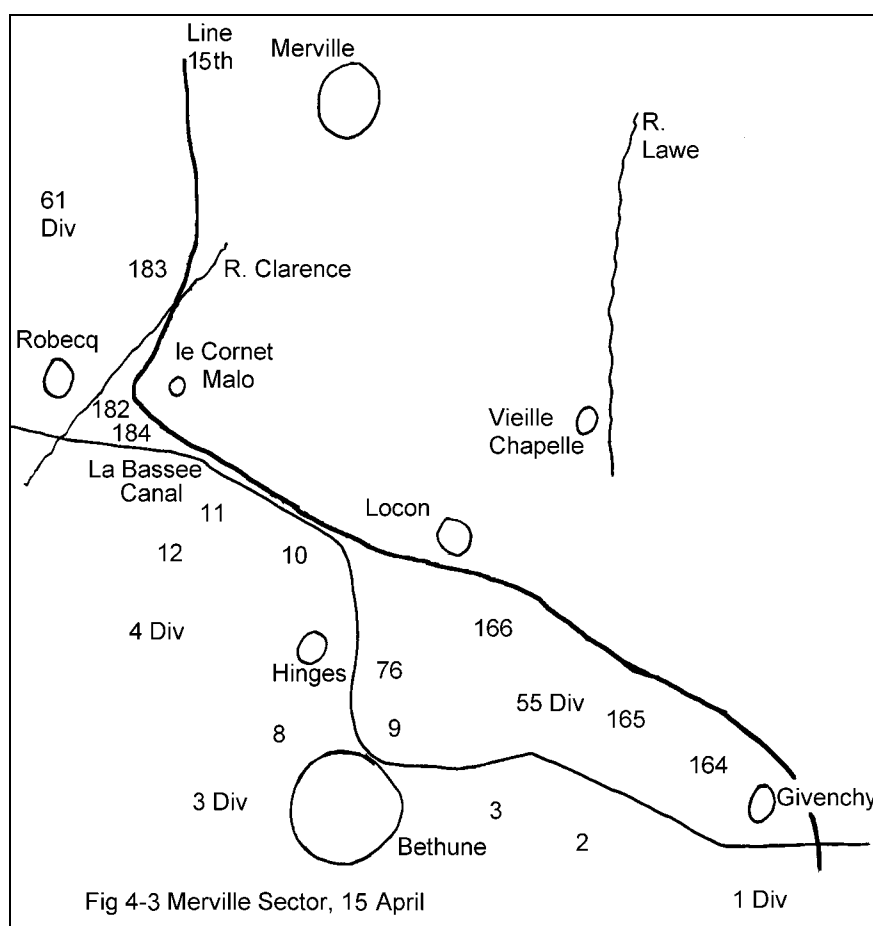 Line
15th
Merville
R.
Lawe
61
Div
183
R. Clarence
Robecq
le Cornet
Malo
182
184
Vieille
Chapelle
La Bassee
Canal
11
Locon
12
10
4 Div
166
Hinges
76
55 Div
165
8
9
164
3 Div
3
Givenchy
Bethune
2
Fig 4-3 Merville Sector, 15 April
1 Div